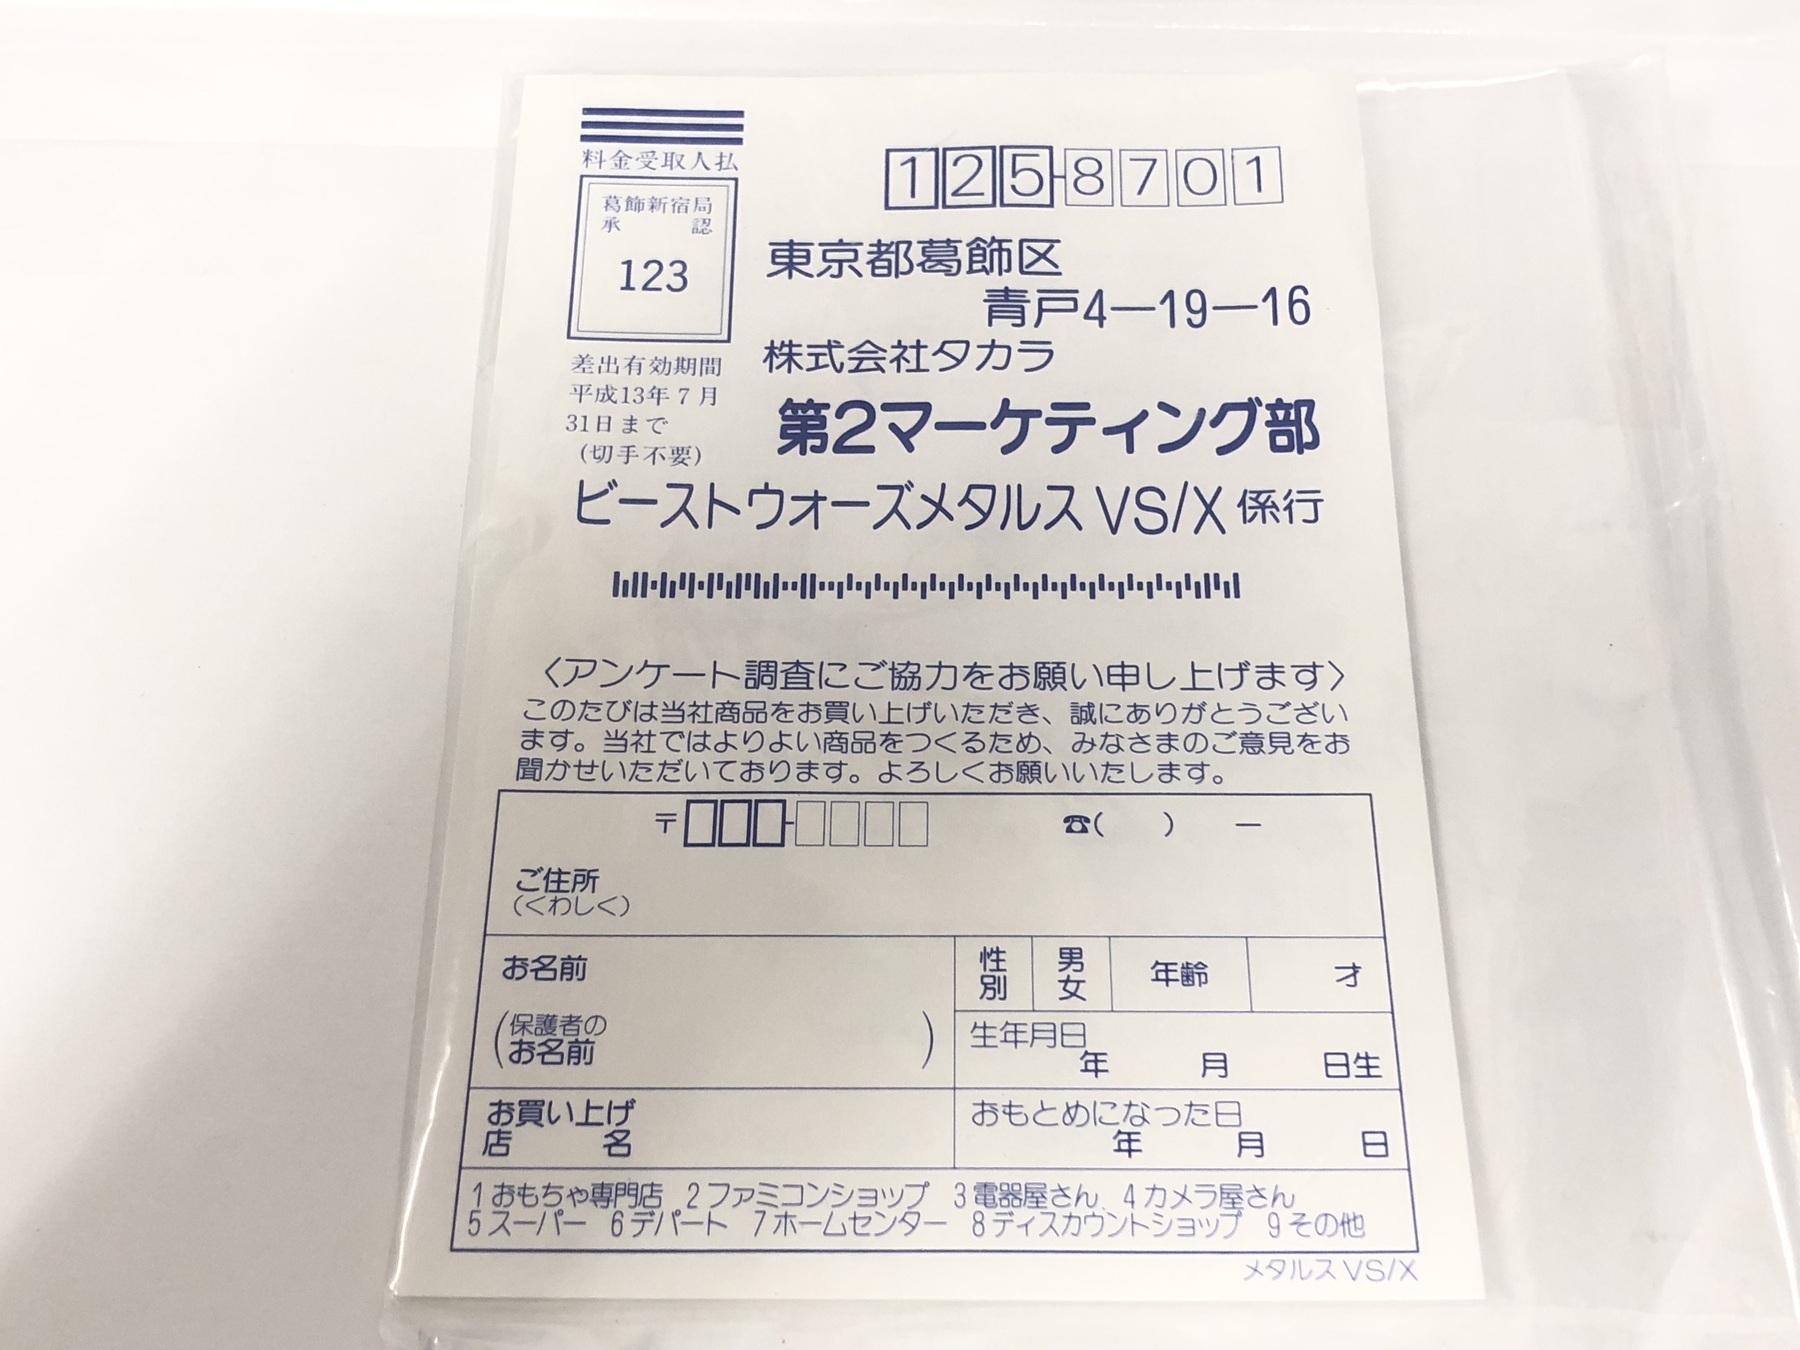 料金受取人払
葛飾新宿局
承認
123
差出有効期間
平成13年7月
31日まで
(切手不要)
125-8701
東京都葛飾区
青戸4—19—16
株式会社タカラ
第2マーケティング部
ビーストウォーズメタルス VS/X 係行
〈アンケート調査にご協力をお願い申し上げます〉
このたびは当社商品をお買い上げいただき、誠にありがとうござい
ます。当社ではよりよい商品をつくるため、みなさまのご意見をお
聞かせいただいております。よろしくお願いいたします。
〒□□□-□□□□ ☎( ) —
ご住所
(くわしく)
お名前
(保護者の
お名前)
性別 男女 年齢 才
生年月日
年 月 日生
お買い上げ
店名
おもとめになった日
年 月 日
1 おもちゃ専門店 2 ファミコンショップ 3 電器屋さん 4 カメラ屋さん
5 スーパー 6 デパート 7 ホームセンター 8 ディスカウントショップ 9 その他
メタルス VS/X